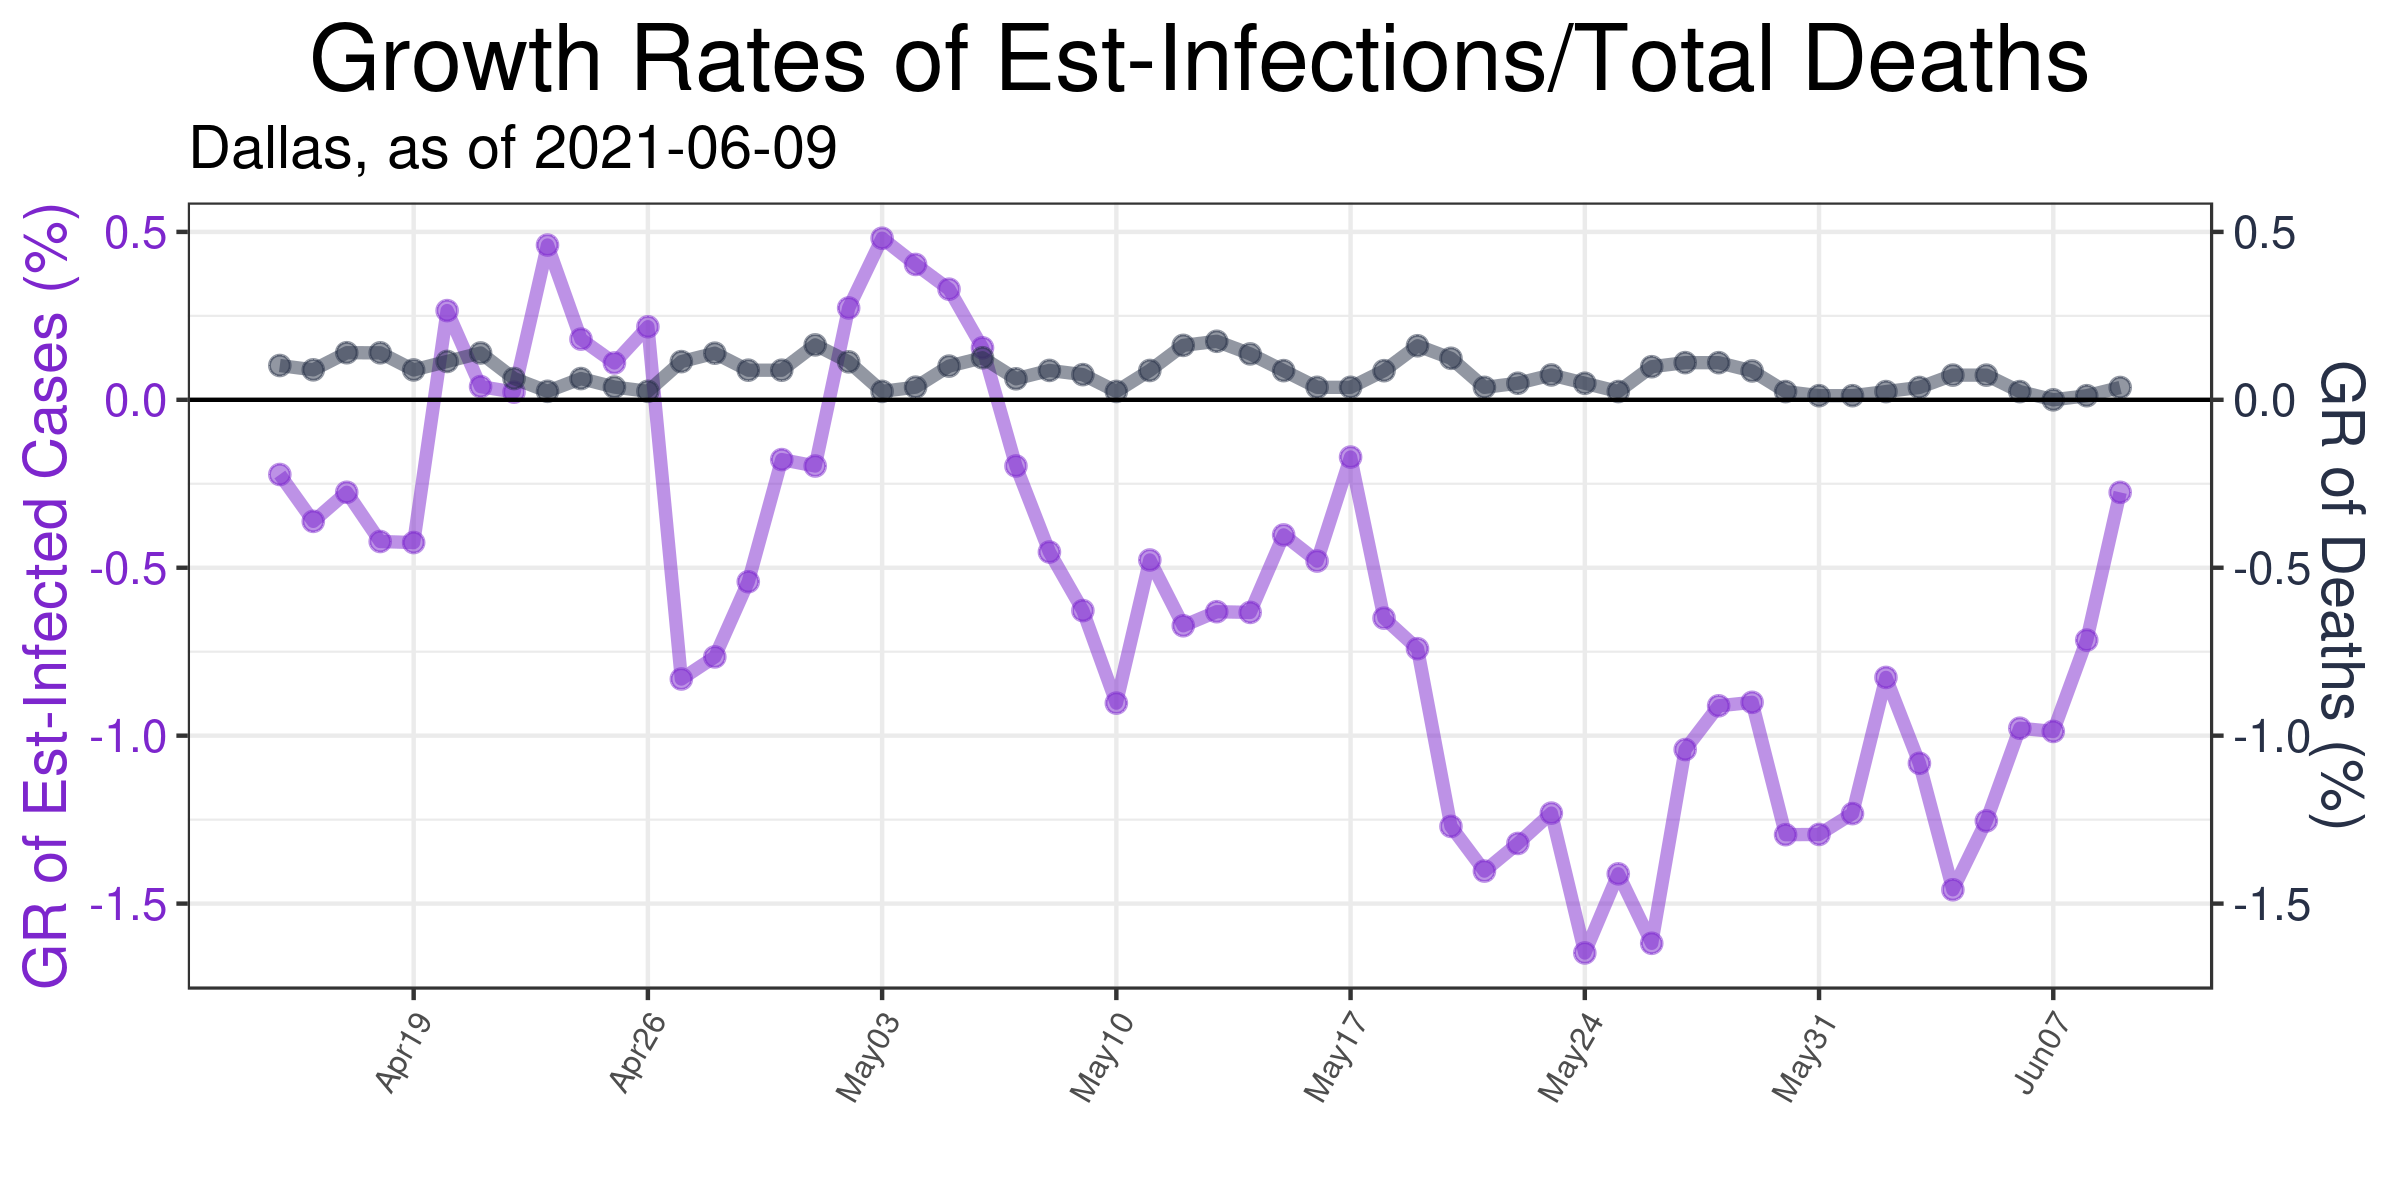 Growth Rates of Est-Infections/Total Deaths
Dallas, as of 2021-06-09
GR of Est-Infected Cases (%)
0.5
0.0
-0.5
-1.0
-1.5
0.5
0.0
-0.5
-1.0
-1.5
GR of Deaths (%)
Apr19
Apr26
May03
May10
May17
May24
May31
Jun07